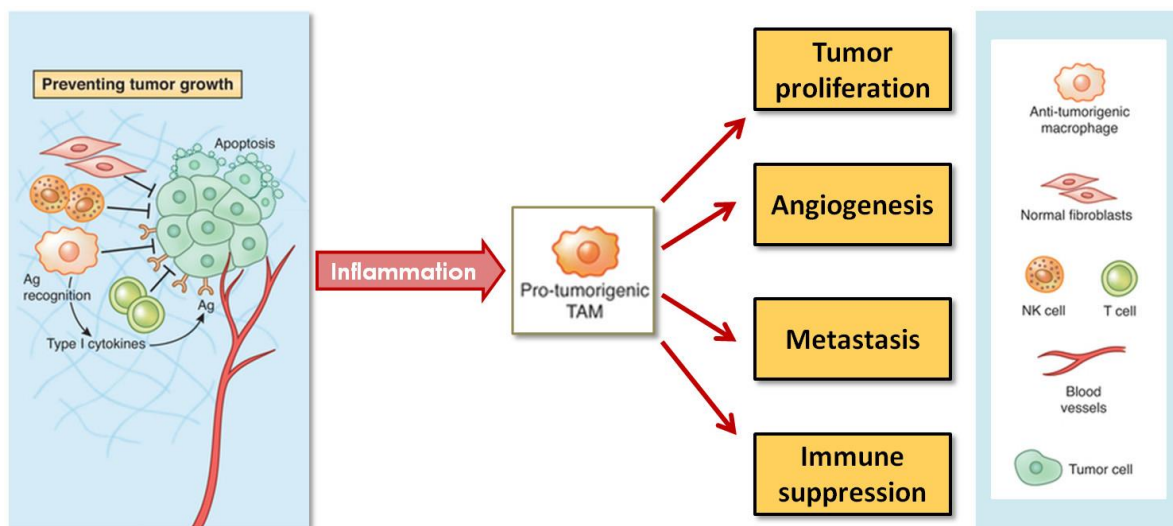 Preventing tumor growth
Apoptosis
Ag
recognition
Ag
Type I cytokines
Inflammation
Pro-tumorigenic
TAM
Tumor
proliferation
Angiogenesis
Metastasis
Immune
suppression
Anti-tumorigenic
macrophage
Normal fibroblasts
NK cell
T cell
Blood
vessels
Tumor cell